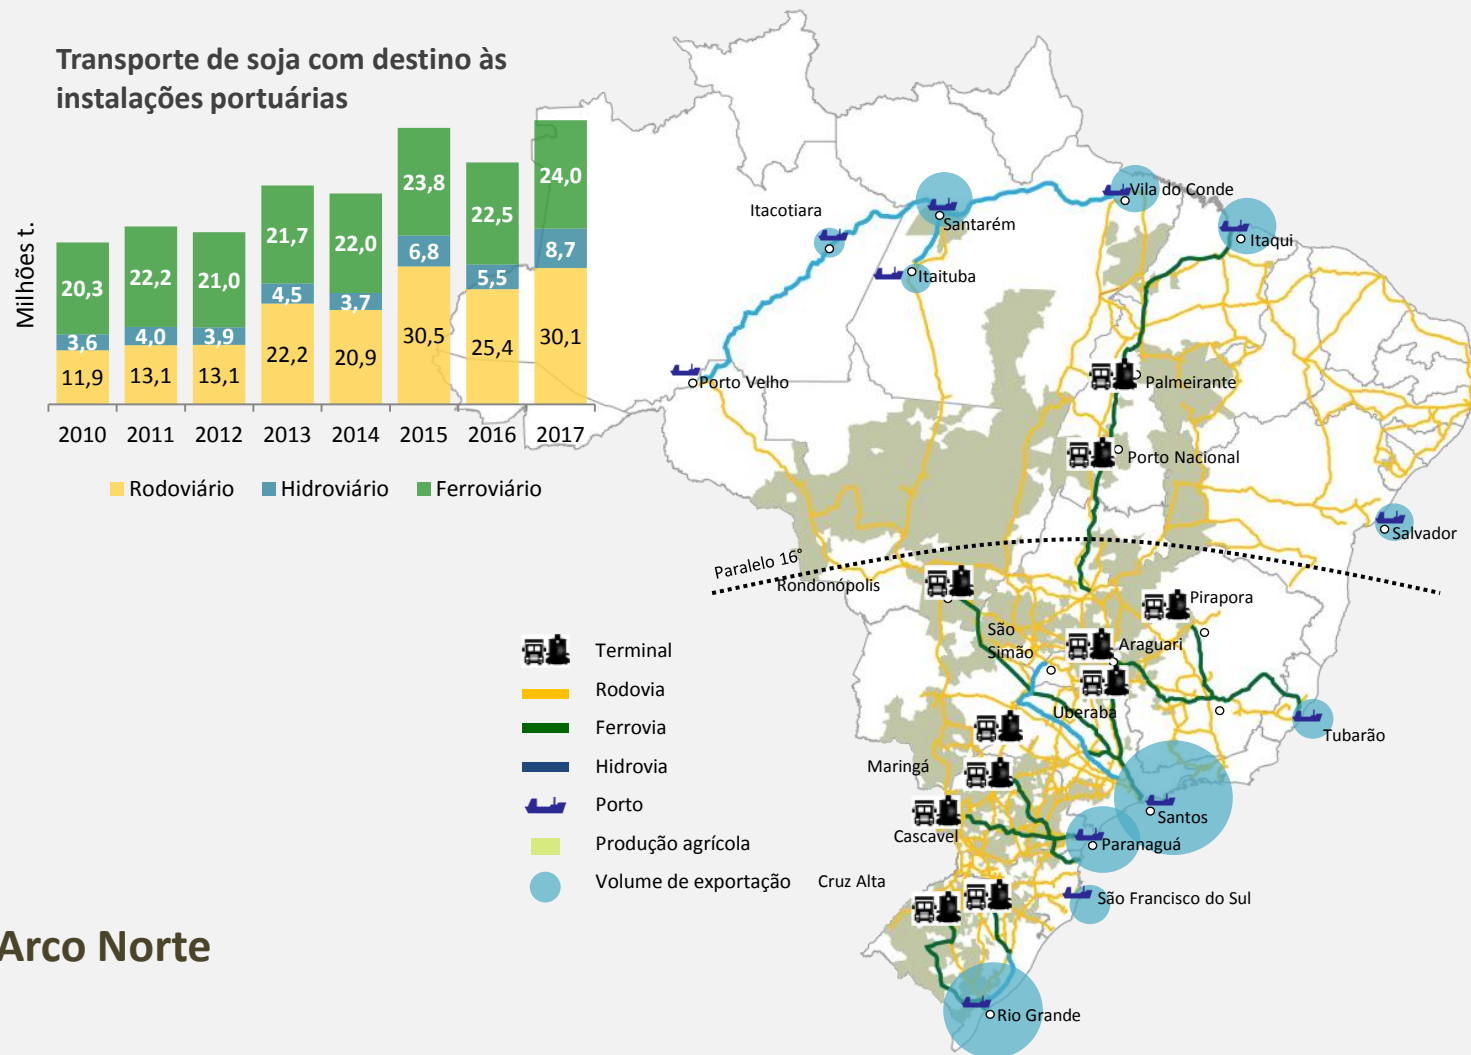 Transporte de soja com destino às
instalações portuárias
Milhões t.
20,3
3,6
11,9
22,2
4,0
13,1
21,0
3,9
13,1
21,7
4,5
22,2
22,0
3,7
20,9
23,8
6,8
30,5
22,5
5,5
25,4
24,0
8,7
30,1
2010 2011 2012 2013 2014 2015 2016 2017
Rodoviário Hidroviário Ferroviário
Itacotiara
Santarém
Vila do Conde
Itaqui
Itaituba
Porto Velho
Palmeirante
Porto Nacional
Salvador
Paralelo 16°
Rondonópolis
Pirapora
São
Simão
Araguari
Uberaba
Tubarão
Maringá
Santos
Cascavel
Paranaguá
Cruz Alta
São Francisco do Sul
Rio Grande
Terminal
Rodovia
Ferrovia
Hidrovia
Porto
Produção agrícola
Volume de exportação
Arco Norte